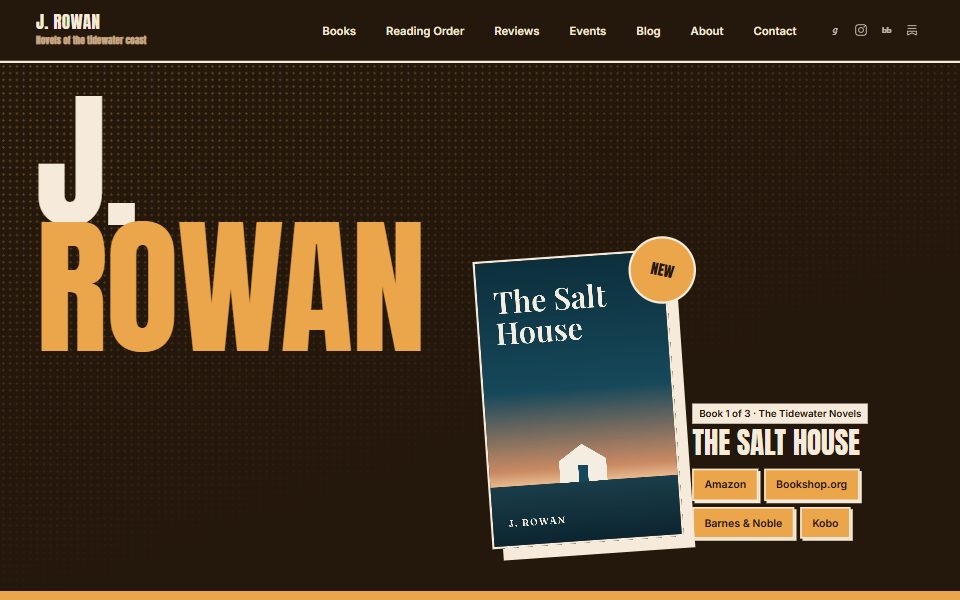 J. ROWAN
Novels of the tidewater coast
Books
Reading Order
Reviews
Events
Blog
About
Contact
g
bb
J.
ROWAN
NEW
The Salt
House
J. ROWAN
Book 1 of 3 · The Tidewater Novels
THE SALT HOUSE
Amazon
Bookshop.org
Barnes & Noble
Kobo